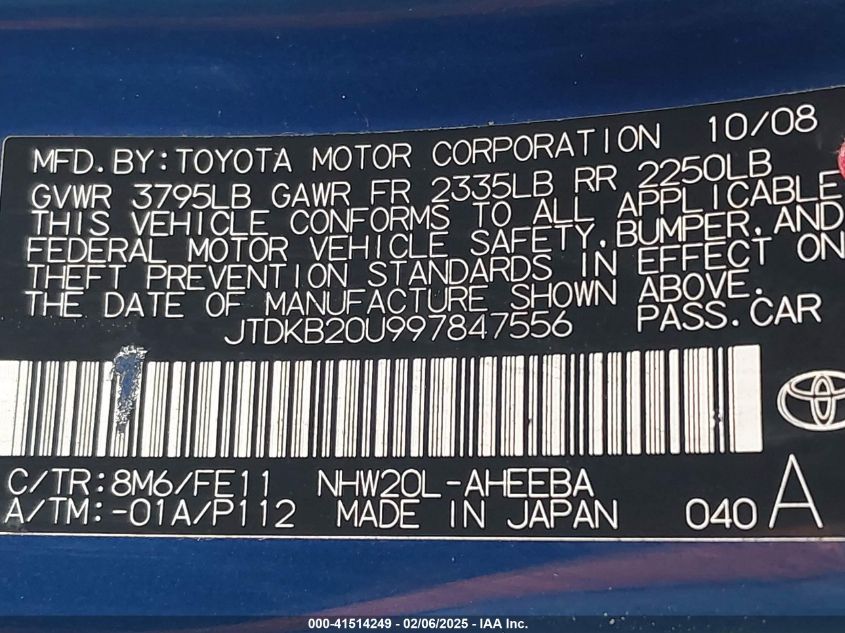 MFD.BY:TOYOTA MOTOR CORPORATION 10/08
GVWR 3795LB GAWR FR 2335LB RR 2250LB
THIS VEHICLE CONFORMS TO ALL APPLICABLE
FEDERAL MOTOR VEHICLE SAFETY,BUMPER,AND
THEFT PREVENTION STANDARDS IN EFFECT ON
THE DATE OF MANUFACTURE SHOWN ABOVE.
JTDKB20U997847556 PASS.CAR
C/TR:8M6/FE11 NHW20L-AHEEBA
A/TM:-01A/P112 MADE IN JAPAN 040 A
000-41514249 - 02/06/2025 - IAA Inc.